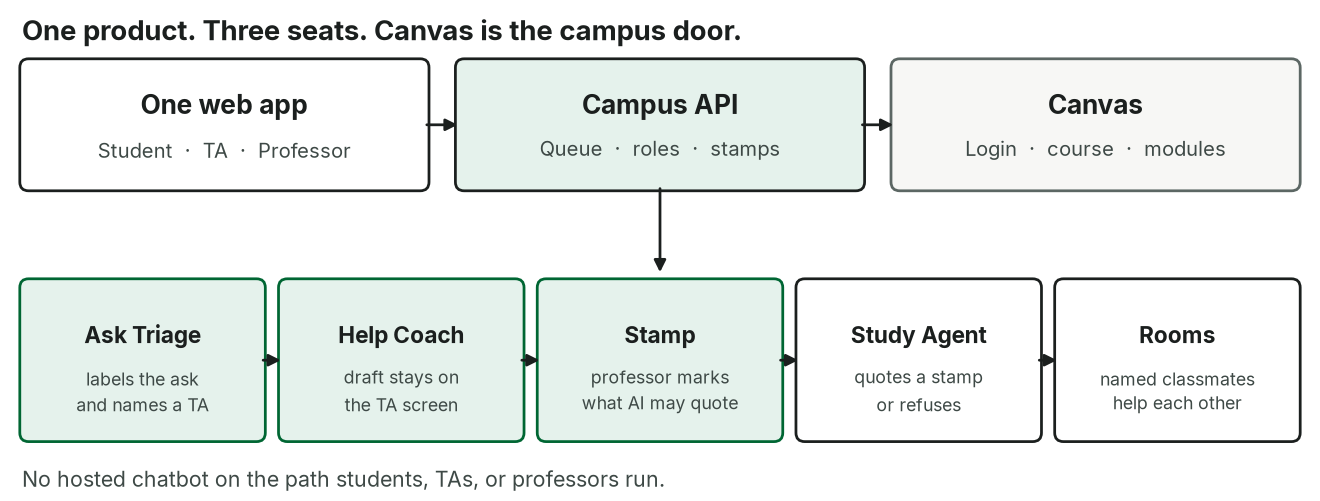 One product. Three seats. Canvas is the campus door.
One web app
Student · TA · Professor
Campus API
Queue · roles · stamps
Canvas
Login · course · modules
Ask Triage
labels the ask
and names a TA
Help Coach
draft stays on
the TA screen
Stamp
professor marks
what AI may quote
Study Agent
quotes a stamp
or refuses
Rooms
named classmates
help each other
No hosted chatbot on the path students, TAs, or professors run.